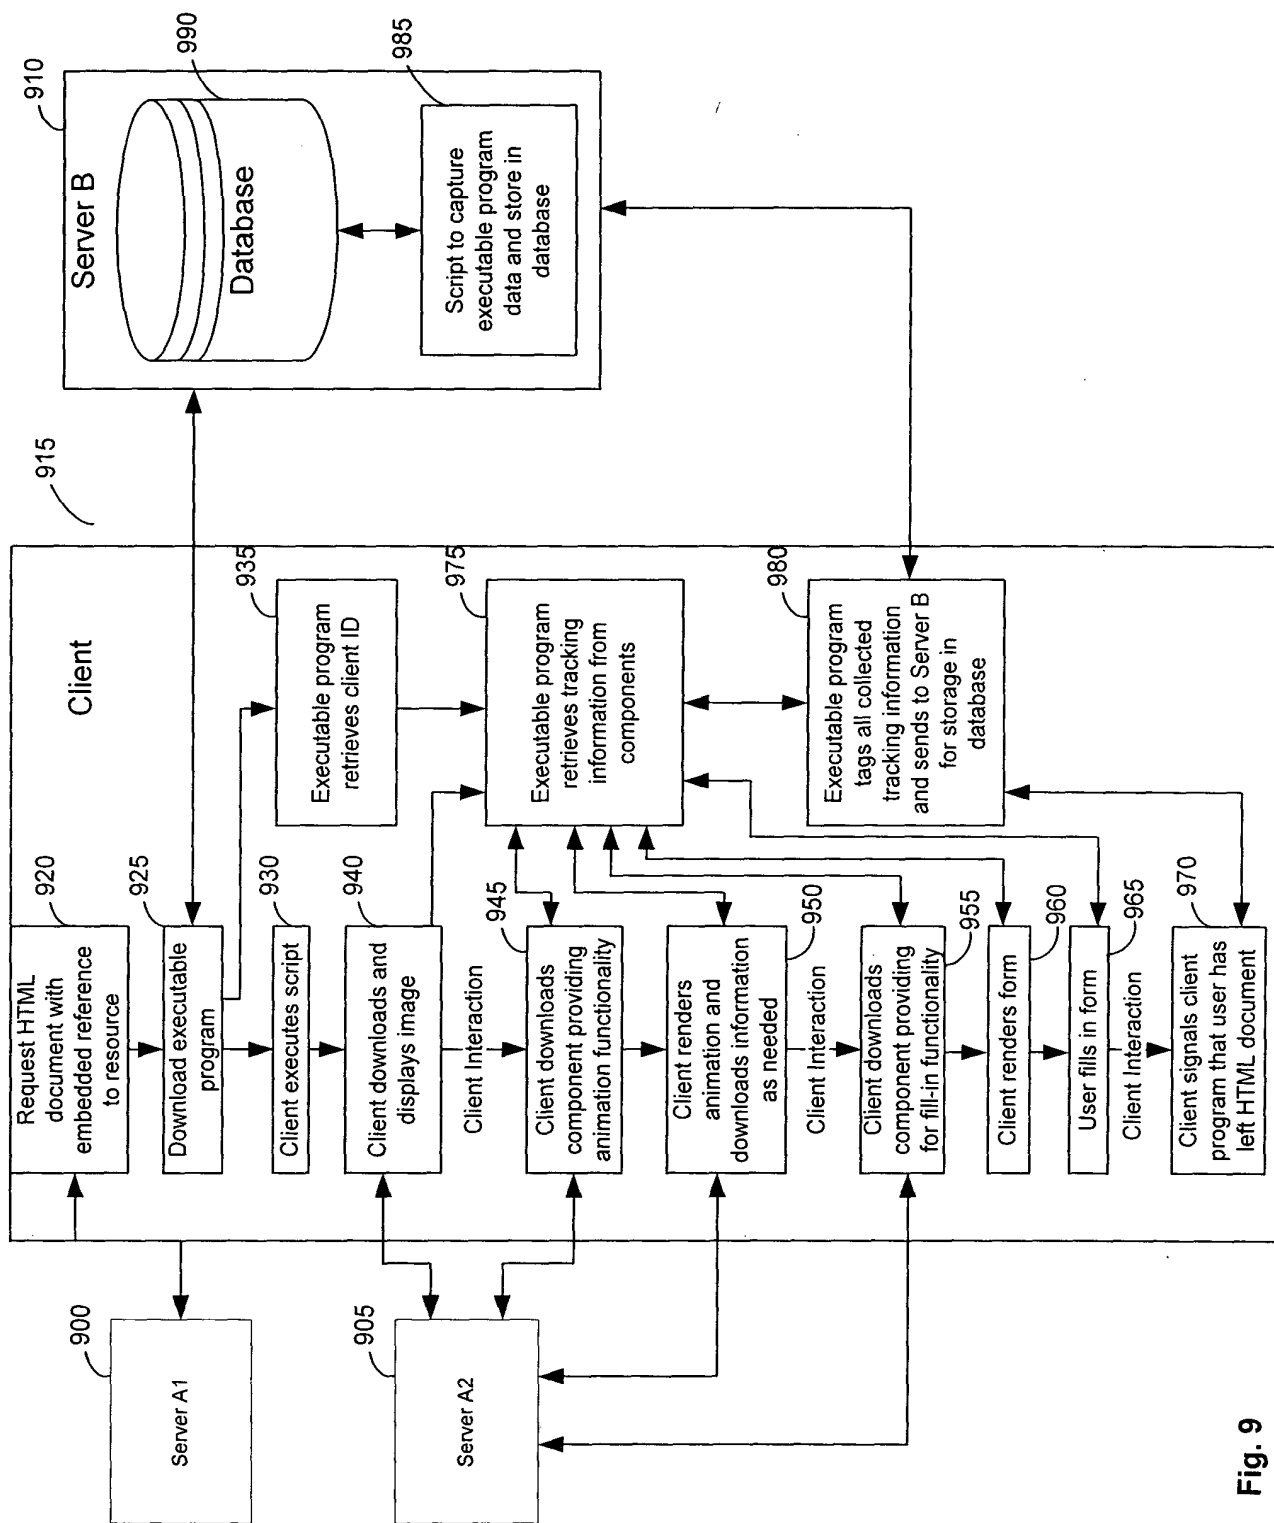 910
Server B
990
Database
985
Script to capture
executable program
data and store in
database
915
Client
935
Executable program
retrieves client ID
975
Executable program
retrieves tracking
information from
components
980
Executable program
tags all collected
tracking information
and sends to Server B
for storage in
database
920
Request HTML
document with
embedded reference
to resource
925
Download executable
program
930
Client executes script
940
Client downloads and
displays image
Client Interaction
945
Client downloads
component providing
animation functionality
950
Client renders
animation and
downloads information
as needed
Client Interaction
955
Client downloads
component providing
for fill-in functionality
960
Client renders form
965
User fills in form
Client Interaction
970
Client signals client
program that user has
left HTML document
900
Server A1
905
Server A2
Fig. 9